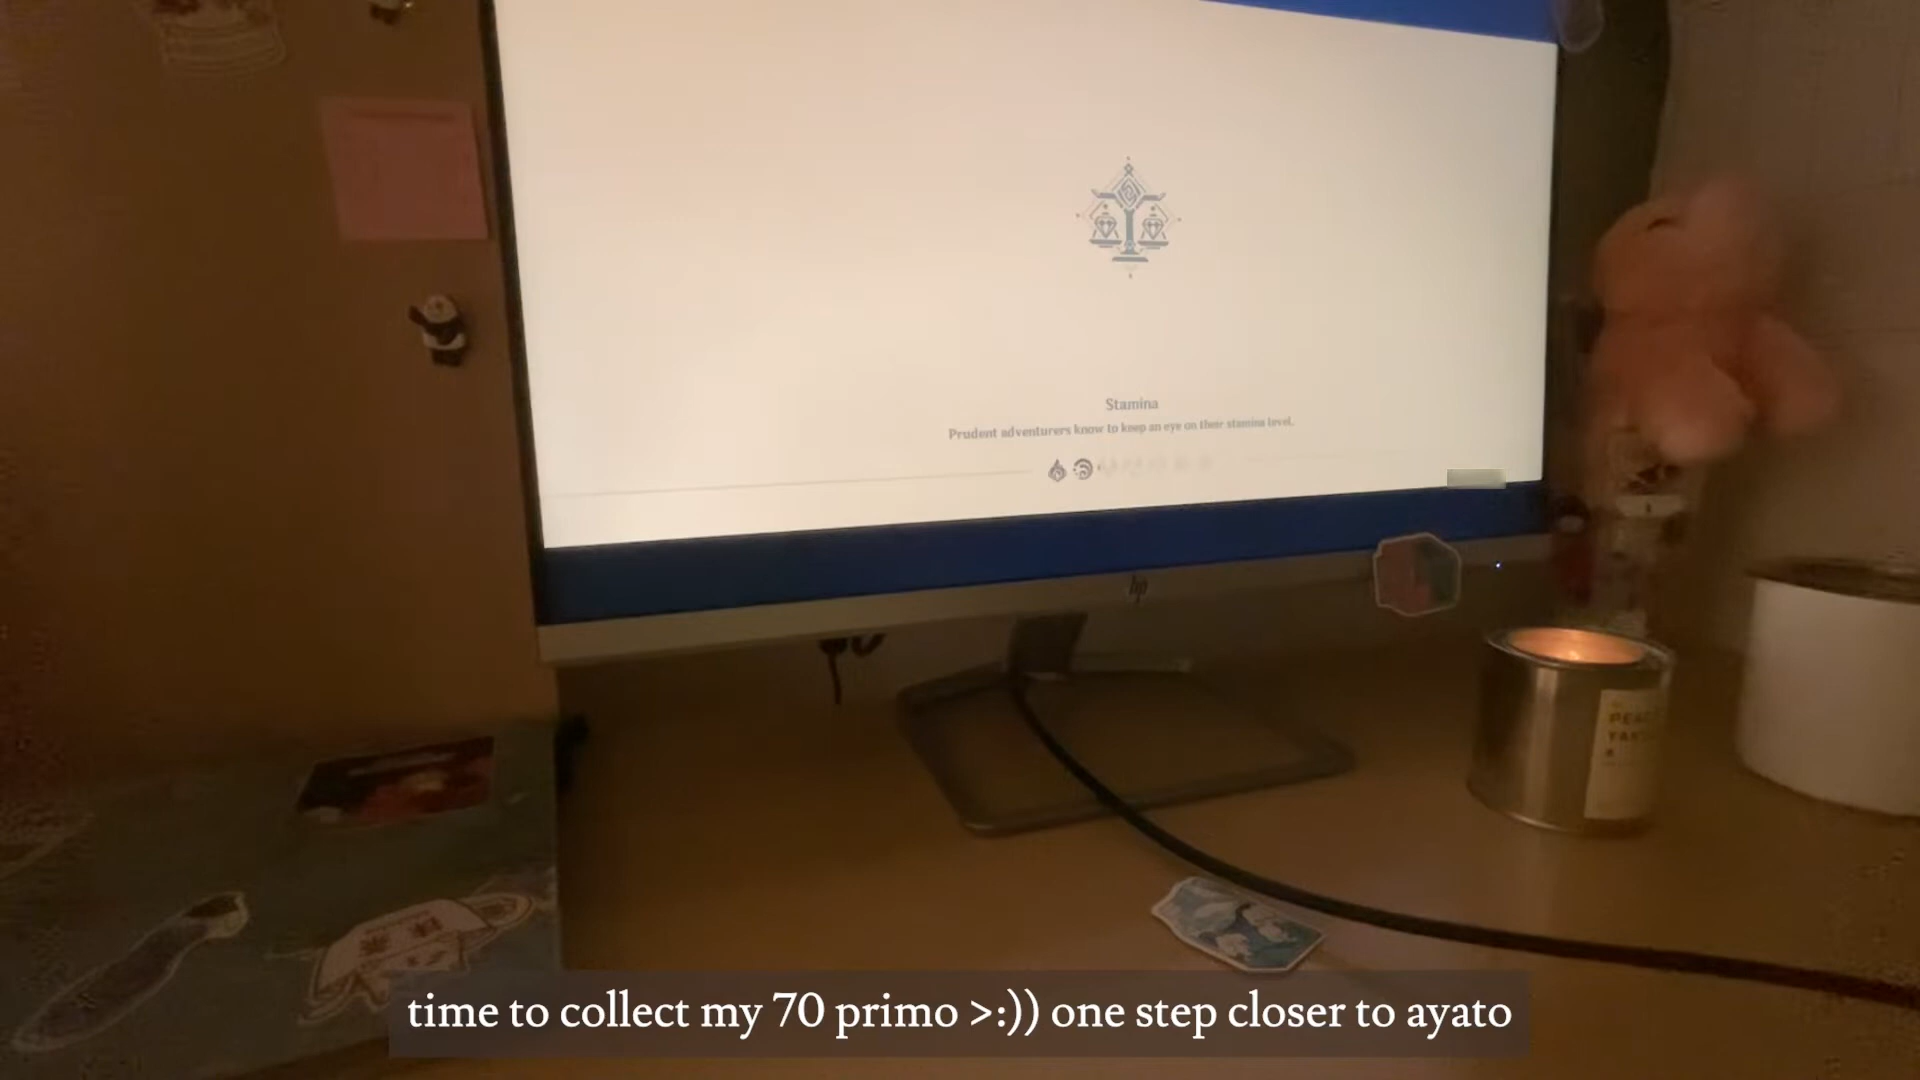 Stamina
Prudent adventurers know to keep an eye on their stamina level.
hp
time to collect my 70 primo >:)) one step closer to ayato